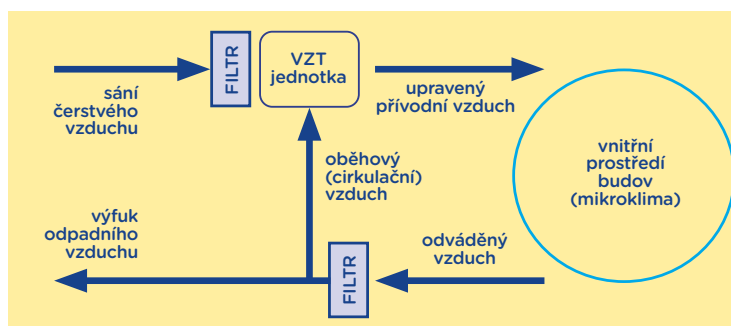 sání
čerstvého
vzduchu
FILTR
VZT
jednotka
upravený
přívodní vzduch
vnitřní
prostředí
budov
(mikroklima)
oběhový
(cirkulační)
vzduch
výfuk
odpadního
vzduchu
FILTR
odváděný
vzduch